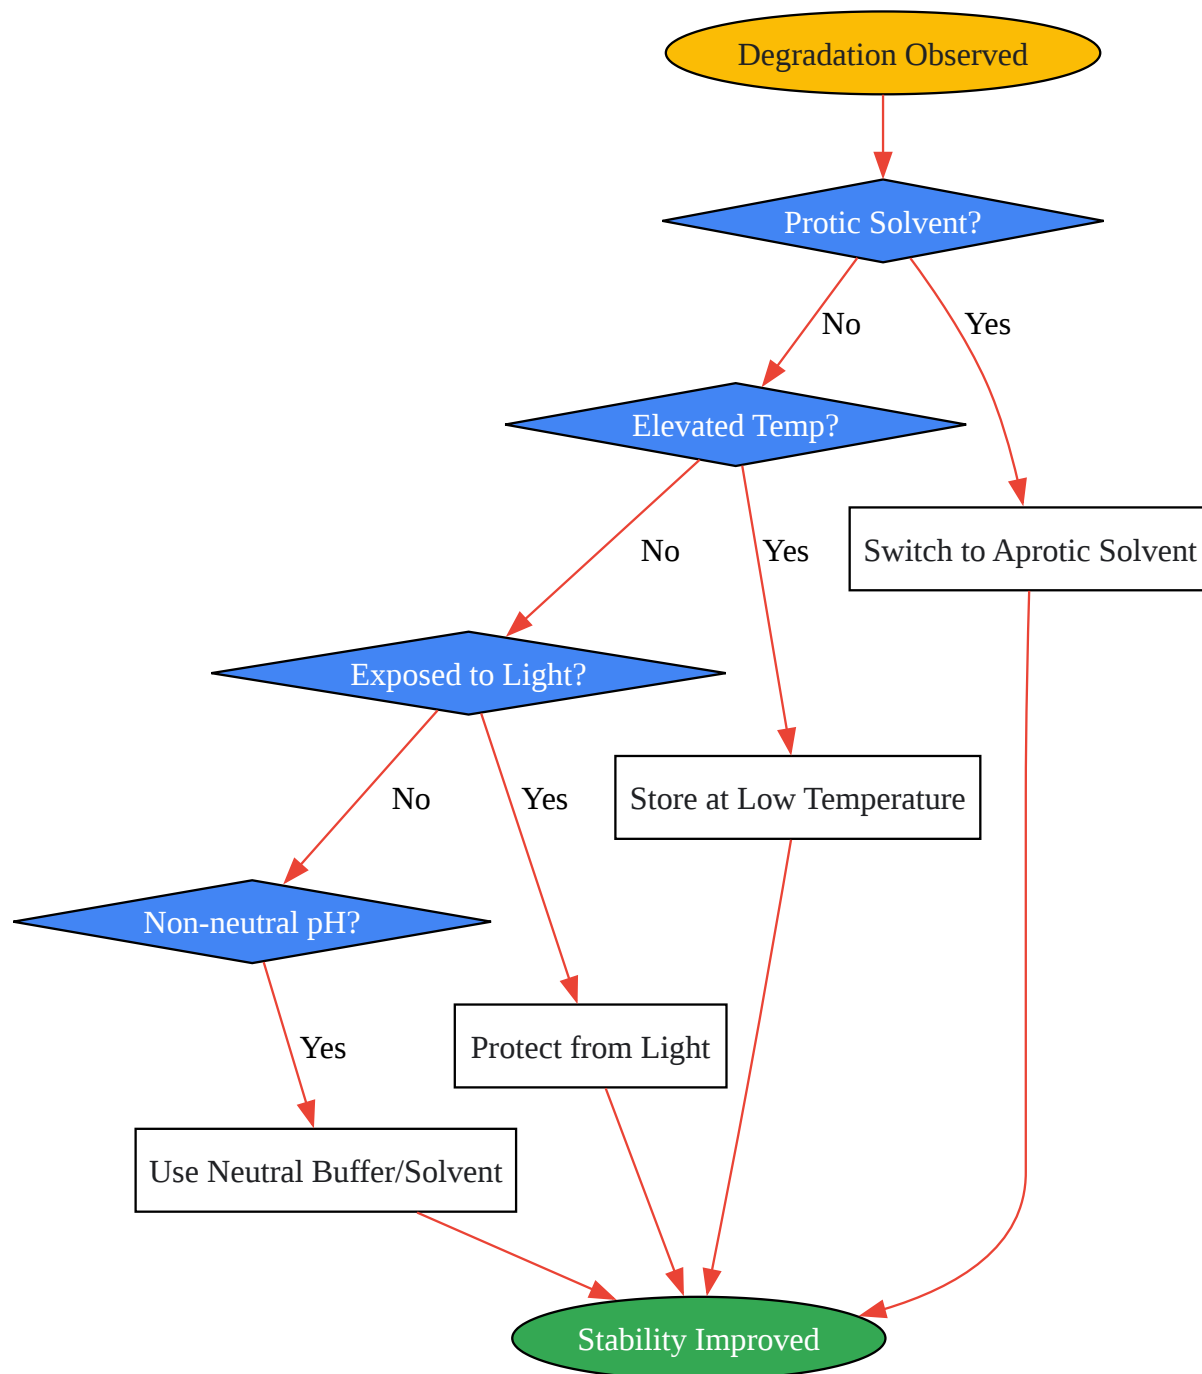 Degradation Observed
Protic Solvent?
No
Yes
Elevated Temp?
No
Yes
Switch to Aprotic Solvent
Exposed to Light?
No
Yes
Store at Low Temperature
Non-neutral pH?
Yes
Protect from Light
Use Neutral Buffer/Solvent
Stability Improved